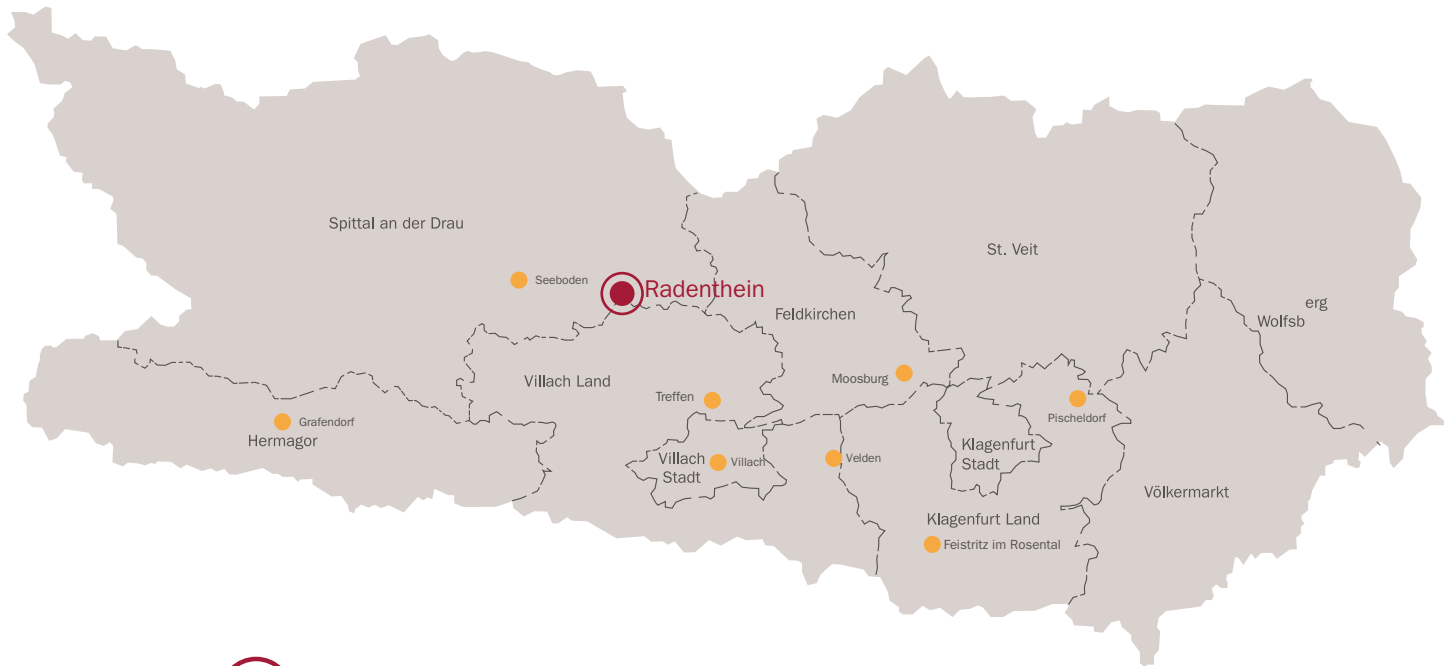 Spittal an der Drau
St. Veit
Seeboden
Radenthein
erg
Feldkirchen
Wolfsb
Villach Land
Moosburg
Treffen
Pischeldorf
Grafendorf
Hermagor
Klagenfurt
Stadt
Villach
Stadt
Villach
Velden
Völkermarkt
Klagenfurt Land
Feistritz im Rosental